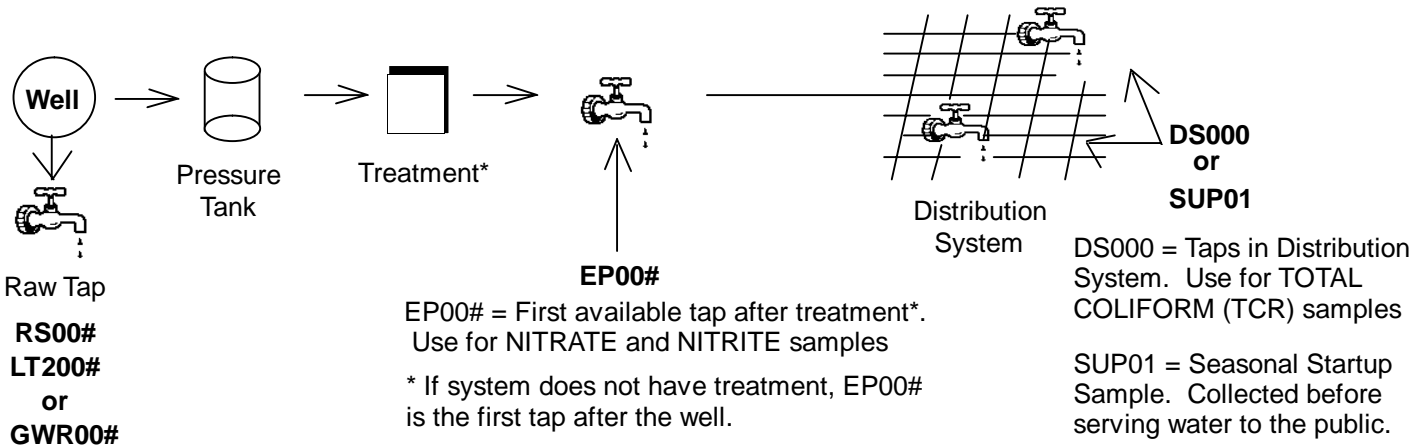 Well
Raw Tap
RS00#
LT200#
or
GWR00#
Pressure
Tank
Treatment*
EP00#
EP00# = First available tap after treatment*.
Use for NITRATE and NITRITE samples
* If system does not have treatment, EP00#
is the first tap after the well.
Distribution
System
DS000
or
SUP01
DS000 = Taps in Distribution
System. Use for TOTAL
COLIFORM (TCR) samples
SUP01 = Seasonal Startup
Sample. Collected before
serving water to the public.